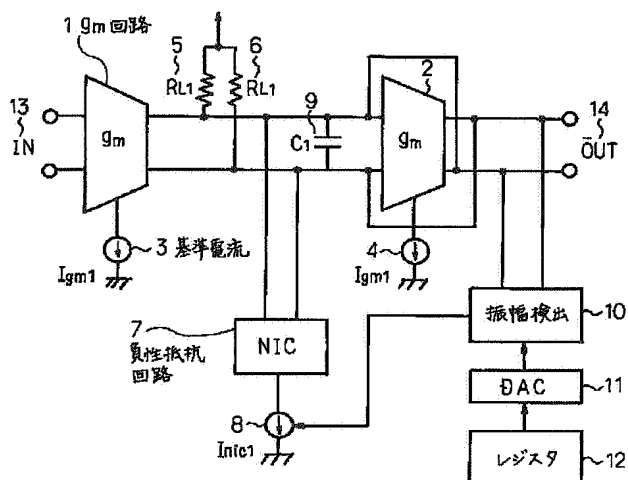 1 gm回路
5
6
RL1
RL1
13
IN
gm
9
C1
2
gm
14
OUT
3 基準電流
Igm1
4
Igm1
7
負性抵抗
回路
NIC
8
Inic1
振幅検出
10
DAC
11
レジスタ
12